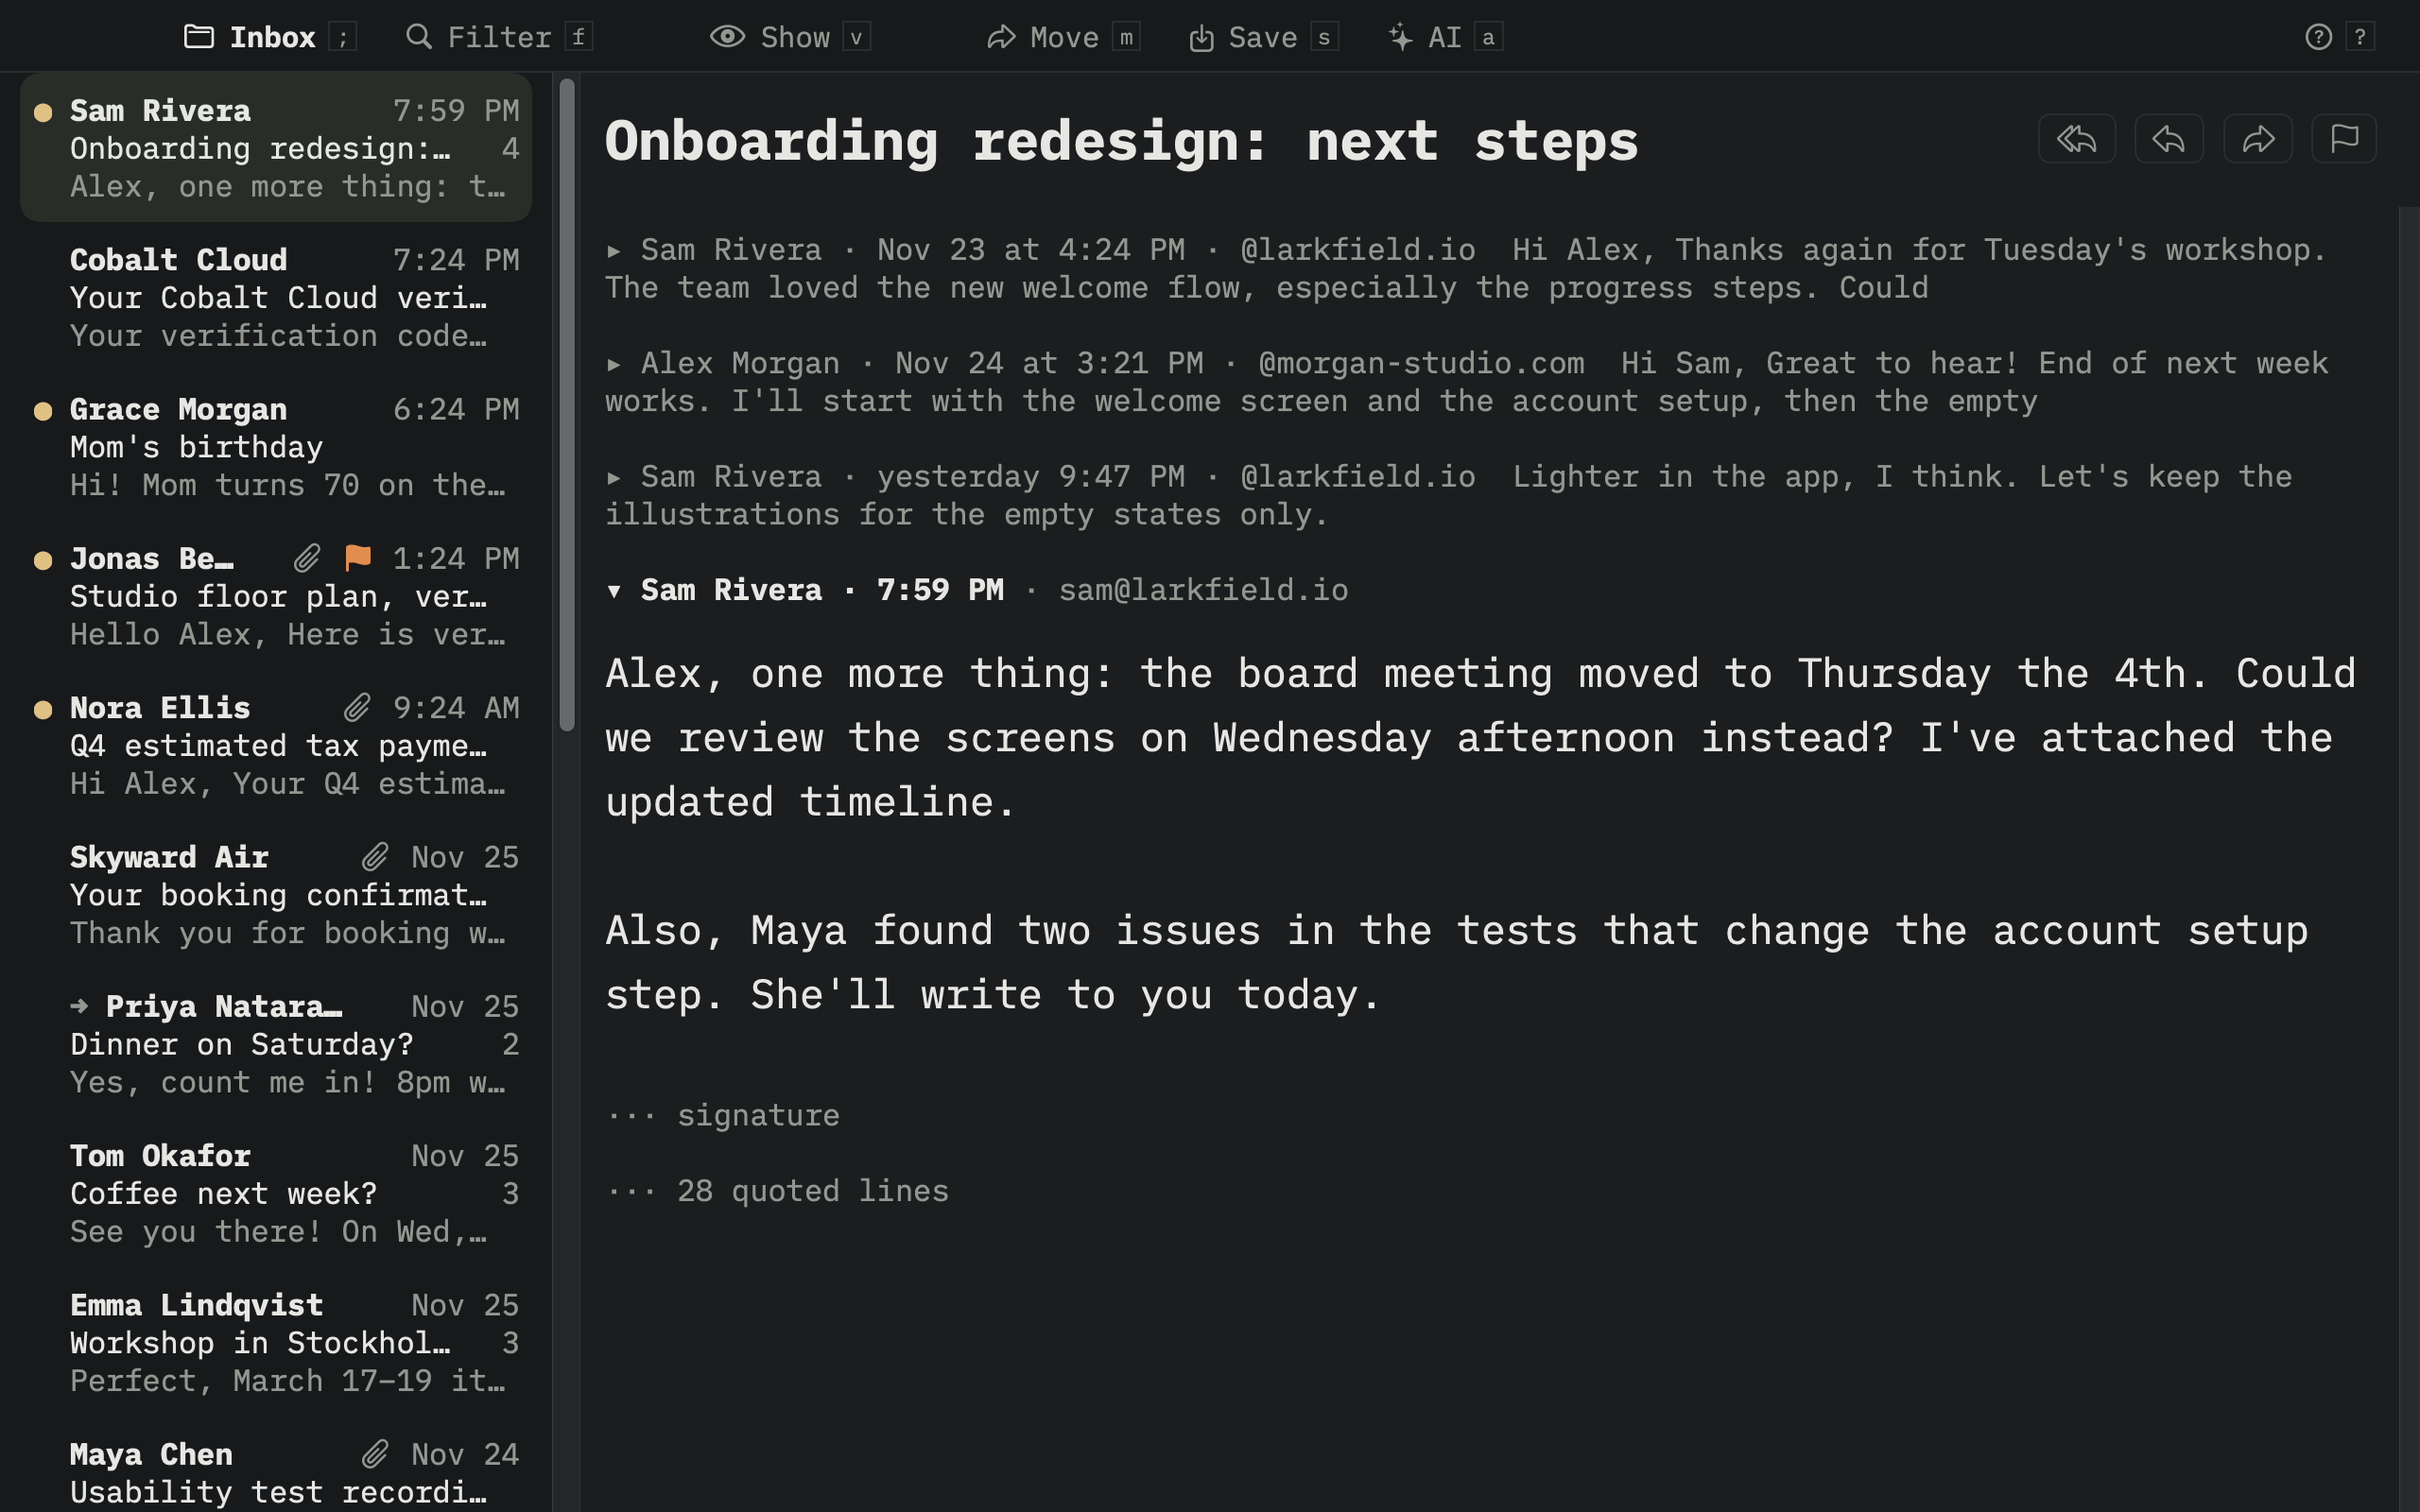 Inbox ; Filter f Show v Move m Save s AI a ? ?
Sam Rivera 7:59 PM
Onboarding redesign:… 4
Alex, one more thing: t…
Cobalt Cloud 7:24 PM
Your Cobalt Cloud veri…
Your verification code…
Grace Morgan 6:24 PM
Mom's birthday
Hi! Mom turns 70 on the…
Jonas Be… 1:24 PM
Studio floor plan, ver…
Hello Alex, Here is ver…
Nora Ellis 9:24 AM
Q4 estimated tax payme…
Hi Alex, Your Q4 estima…
Skyward Air Nov 25
Your booking confirmat…
Thank you for booking w…
→ Priya Natara… Nov 25
Dinner on Saturday? 2
Yes, count me in! 8pm w…
Tom Okafor Nov 25
Coffee next week? 3
See you there! On Wed,…
Emma Lindqvist Nov 25
Workshop in Stockhol… 3
Perfect, March 17–19 it…
Maya Chen Nov 24
Usability test recordi…
Onboarding redesign: next steps
▸ Sam Rivera · Nov 23 at 4:24 PM · @larkfield.io Hi Alex, Thanks again for Tuesday's workshop.
The team loved the new welcome flow, especially the progress steps. Could
▸ Alex Morgan · Nov 24 at 3:21 PM · @morgan-studio.com Hi Sam, Great to hear! End of next week
works. I'll start with the welcome screen and the account setup, then the empty
▸ Sam Rivera · yesterday 9:47 PM · @larkfield.io Lighter in the app, I think. Let's keep the
illustrations for the empty states only.
▾ Sam Rivera · 7:59 PM · sam@larkfield.io
Alex, one more thing: the board meeting moved to Thursday the 4th. Could
we review the screens on Wednesday afternoon instead? I've attached the
updated timeline.
Also, Maya found two issues in the tests that change the account setup
step. She'll write to you today.
··· signature
··· 28 quoted lines